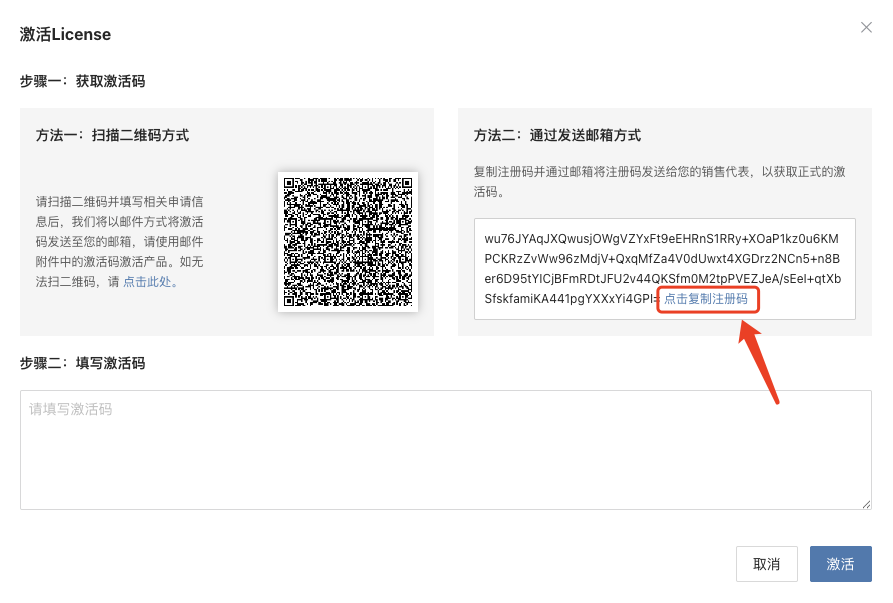 激活License
步骤一：获取激活码
方法一：扫描二维码方式
请扫描二维码并填写相关申请信
息后，我们将以邮件方式将激活
码发送至您的邮箱，请使用邮件
附件中的激活码激活产品。如无
法扫二维码，请 点击此处。
方法二：通过发送邮箱方式
复制注册码并通过邮箱将注册码发送给您的销售代表，以获取正式的激
活码。
wu76JYAqJXQwusjOWgVZYxFt9eEHRnS1RRy+XOaP1kz0u6KM
PCKRzZvWw96zMdjV+QxqMfZa4V0dUwxt4XGDrz2NCn5+n8B
er6D95tYICjBFmRDtJFU2v44QKSfm0M2tpPVEZJeA/sEeI+qtXb
SfskfamiKA441pgYXXxYi4GPI= 点击复制注册码
步骤二：填写激活码
请填写激活码
取消
激活